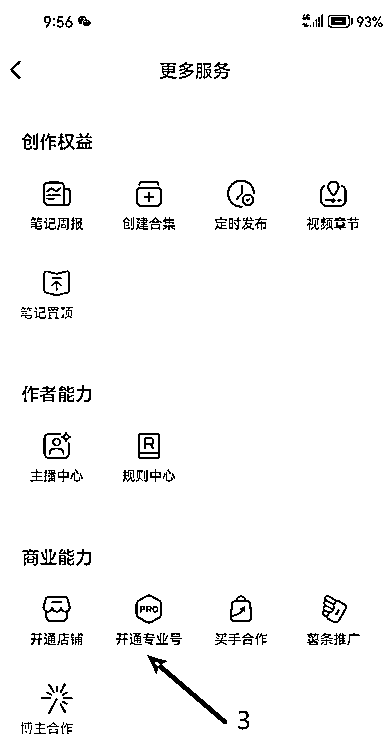 9:56 93%
更多服务
创作权益
笔记周报 创建合集 定时发布 视频章节
笔记置顶
作者能力
主播中心 规则中心
商业能力
PRO
开通店铺 开通专业号 买手合作 薯条推广
3
博主合作